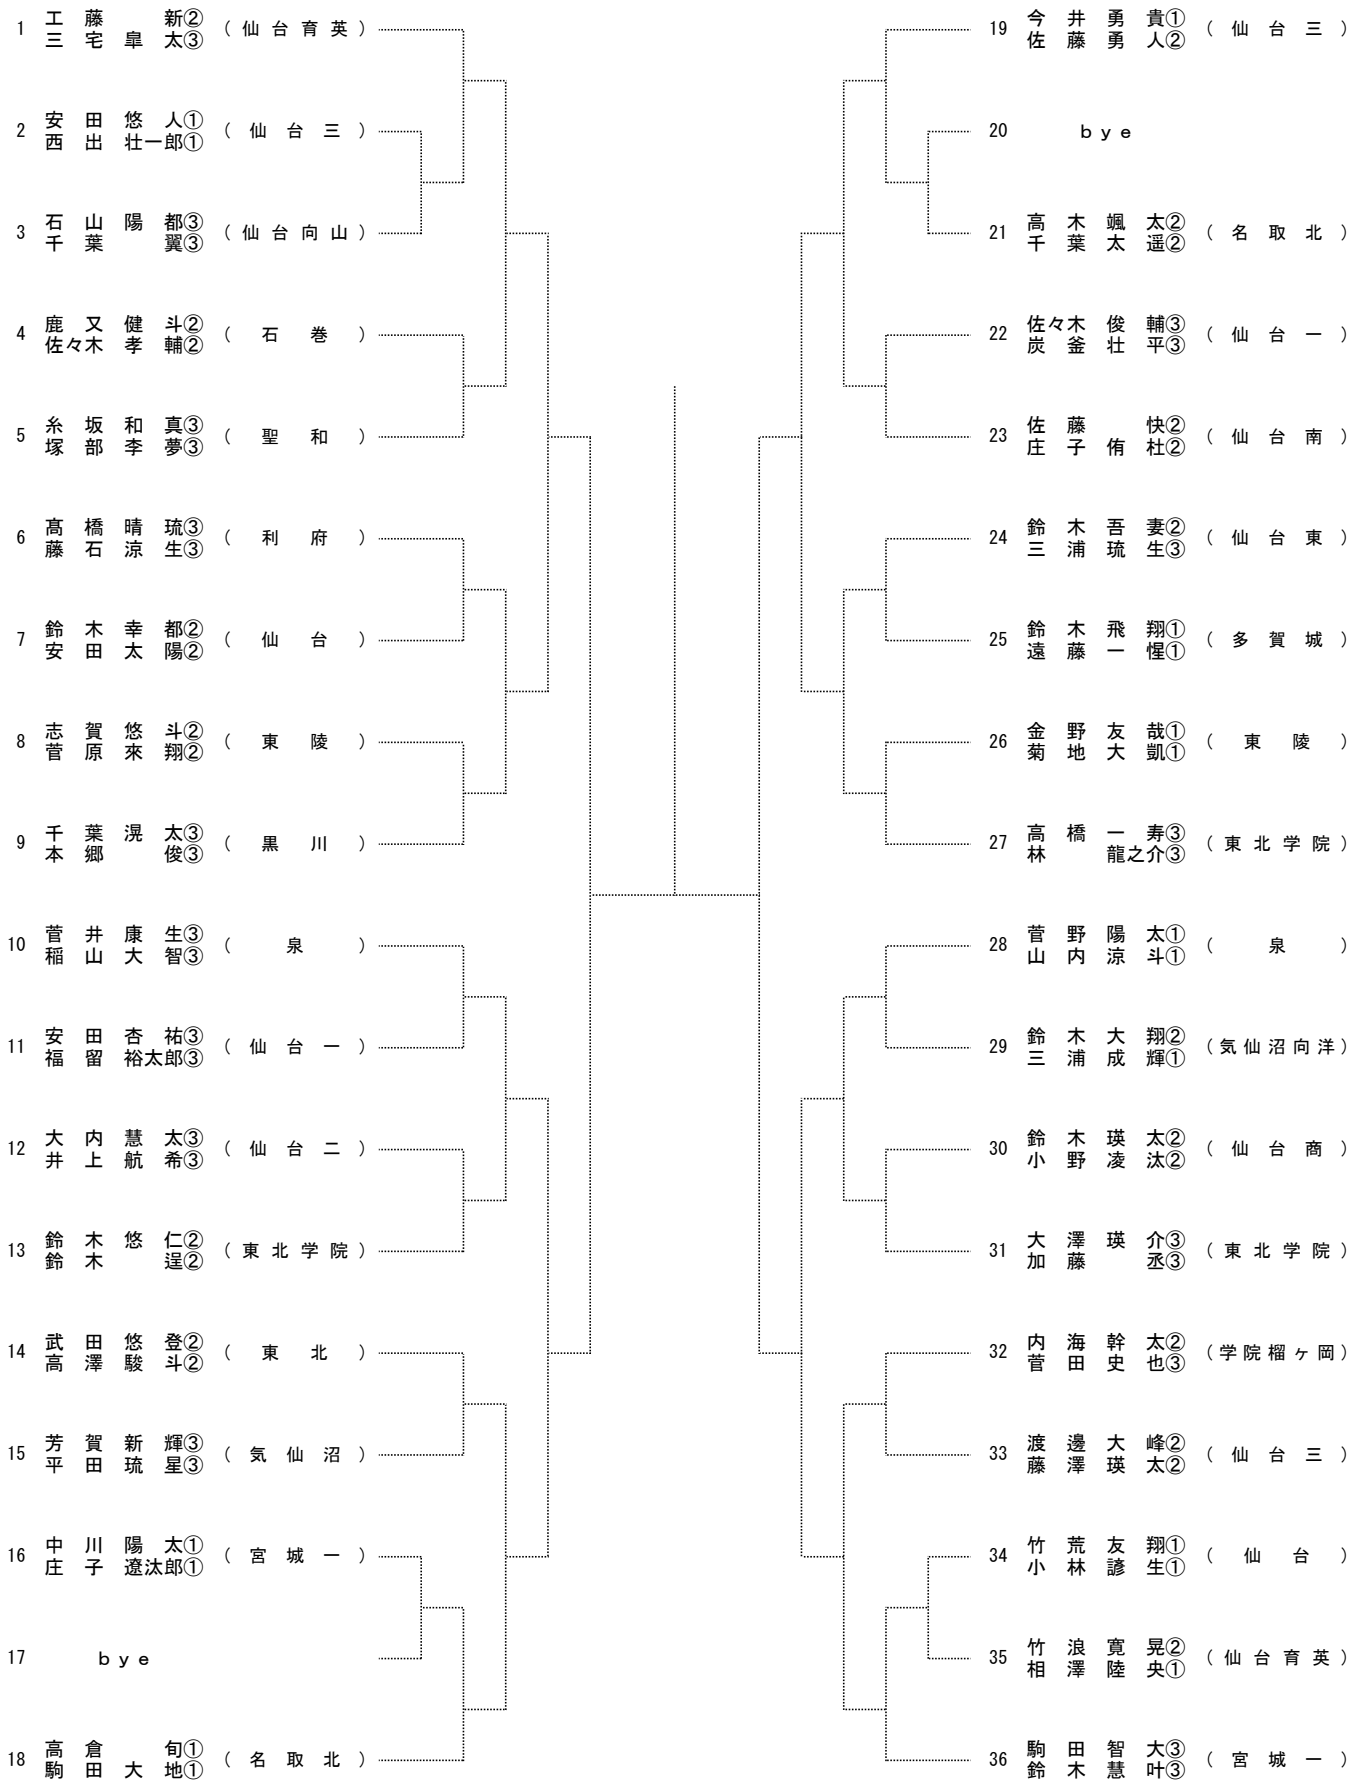 1 工藤 新② (仙台育英)
三宅皐太③
2 安田悠人① (仙台三)
西出壮一郎①
3 石山陽都③ (仙台向山)
千葉 翼③
4 鹿又健斗② (石巻)
佐々木孝輔②
5 糸坂和真③ (聖和)
塚部李夢③
6 髙橋晴琉③ (利府)
藤石涼生③
7 鈴木幸都② (仙台)
安田太陽②
8 志賀悠斗② (東陵)
菅原來翔②
9 千葉滉太③ (黒川)
本郷 俊③
10 菅井康生③ (泉)
稲山大智③
11 安田杏祐③ (仙台一)
福留裕太郎③
12 大内慧太③ (仙台二)
井上航希③
13 鈴木悠仁② (東北学院)
鈴木 逞②
14 武田悠登② (東北)
高澤駿斗②
15 芳賀新輝③ (気仙沼)
平田琉星③
16 中川陽太① (宮城一)
庄子遼汰郎①
17 bye
18 高倉 旬① (名取北)
駒田大地①
19 今井勇貴① (仙台三)
佐藤勇人②
20 bye
21 高木颯太② (名取北)
千葉太遥②
22 佐々木俊輔③ (仙台一)
炭釜壮平③
23 佐藤 快② (仙台南)
庄子侑杜②
24 鈴木吾妻② (仙台東)
三浦琉生③
25 鈴木飛翔① (多賀城)
遠藤一惺①
26 金野友哉① (東陵)
菊地大凱①
27 高橋一寿③ (東北学院)
林 龍之介③
28 菅野陽太① (泉)
山内涼斗①
29 鈴木大翔② (気仙沼向洋)
三浦成輝①
30 鈴木瑛太② (仙台商)
小野凌汰②
31 大澤瑛介③ (東北学院)
加藤 丞③
32 内海幹太② (学院榴ヶ岡)
菅田史也③
33 渡邊大峰② (仙台三)
藤澤瑛太②
34 竹荒友翔① (仙台)
小林諺生①
35 竹浪寛晃② (仙台育英)
相澤陸央①
36 駒田智大③ (宮城一)
鈴木慧叶③